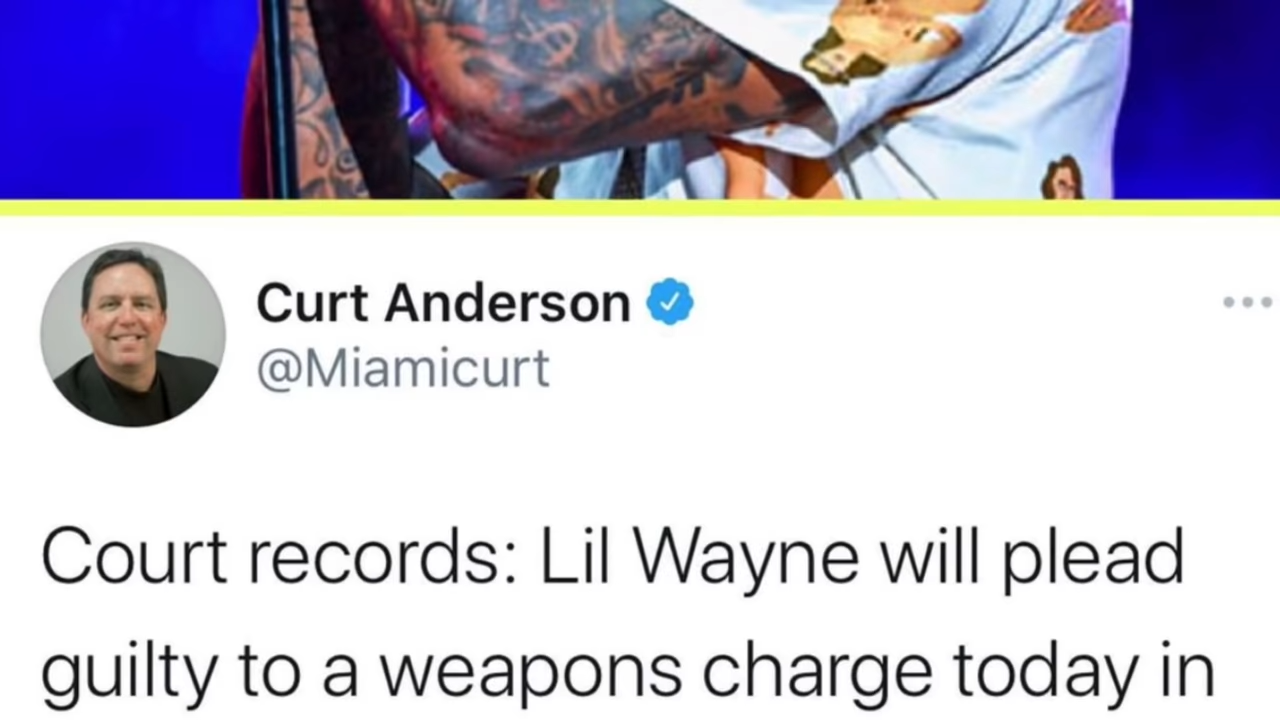 Curt Anderson
@Miamicurt
Court records: Lil Wayne will plead
guilty to a weapons charge today in